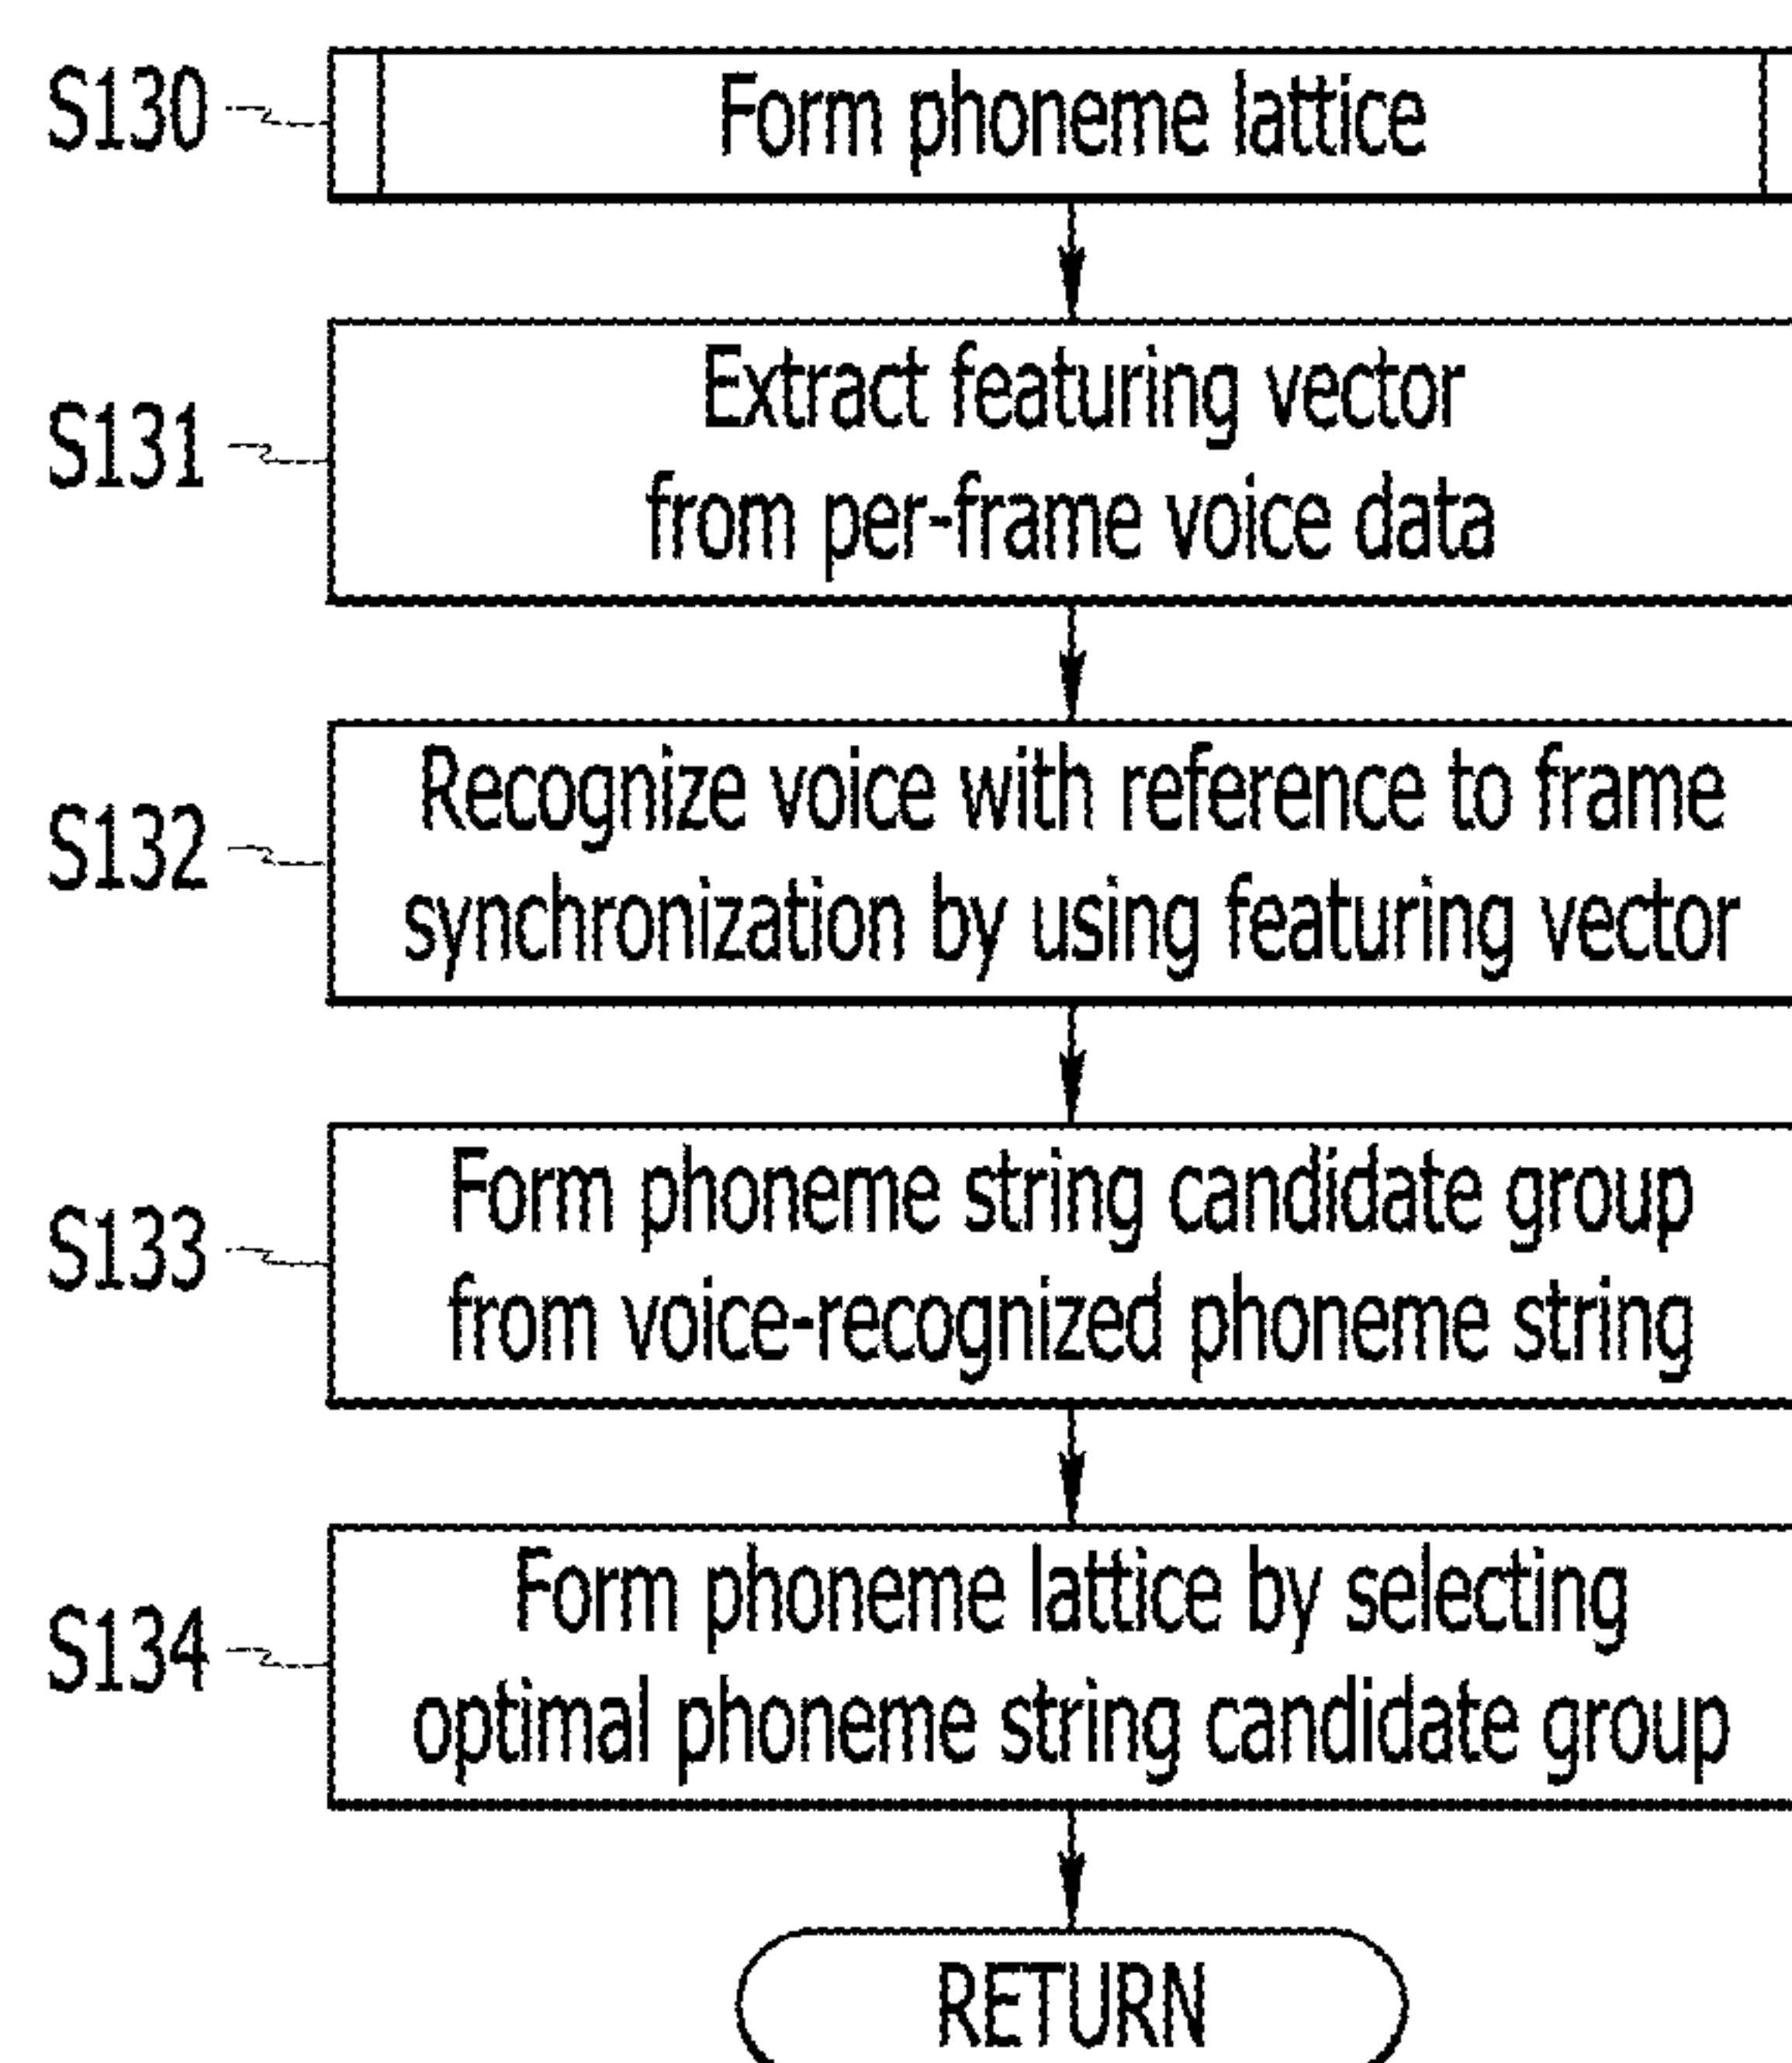 S130
Form phoneme lattice
S131
Extract featuring vector
from per-frame voice data
S132
Recognize voice with reference to frame
synchronization by using featuring vector
S133
Form phoneme string candidate group
from voice-recognized phoneme string
S134
Form phoneme lattice by selecting
optimal phoneme string candidate group
RETURN